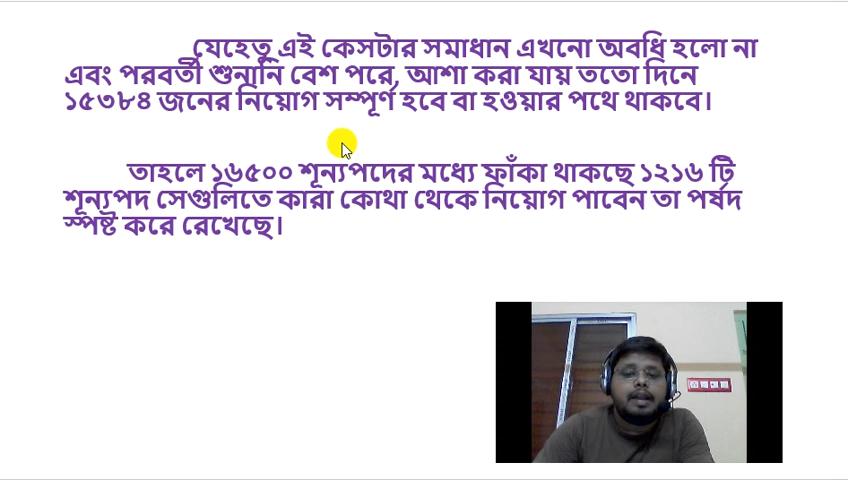 যেহেতু এই কেসটার সমাধান এখনো অবধি হলো না
এবং পরবর্তী শুনানি বেশ পরে, আশা করা যায় ততো দিনে
১৫৩৮৪ জনের নিয়োগ সম্পূর্ণ হবে বা হওয়ার পথে থাকবে।
তাহলে ১৬৫০০ শূন্যপদের মধ্যে ফাঁকা থাকছে ১২১৬ টি
শূন্যপদ সেগুলিতে কারা কোথা থেকে নিয়োগ পাবেন তা পর্ষদ
স্পষ্ট করে রেখেছে।